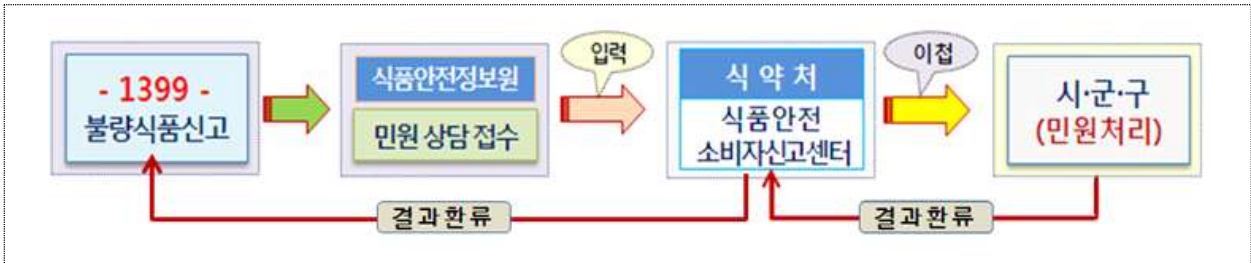 - 1399 -
불량식품신고
식품안전정보원
민원 상담 접수
입력
식 약 처
식품안전
소비자신고센터
이첩
시·군·구
(민원처리)
결과환류
결과환류